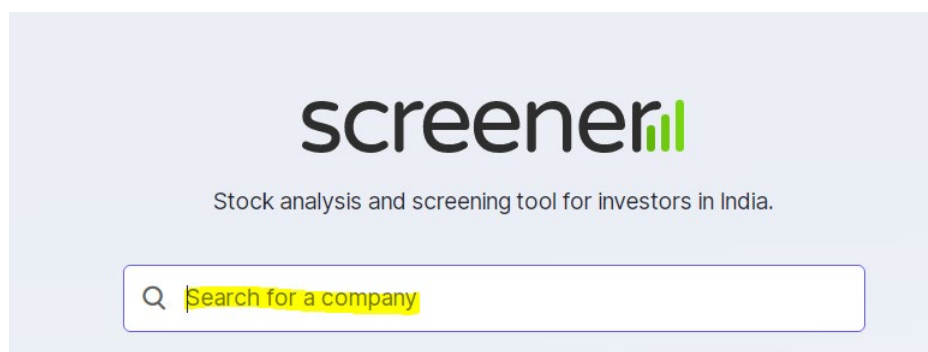 screener
Stock analysis and screening tool for investors in India.
Search for a company